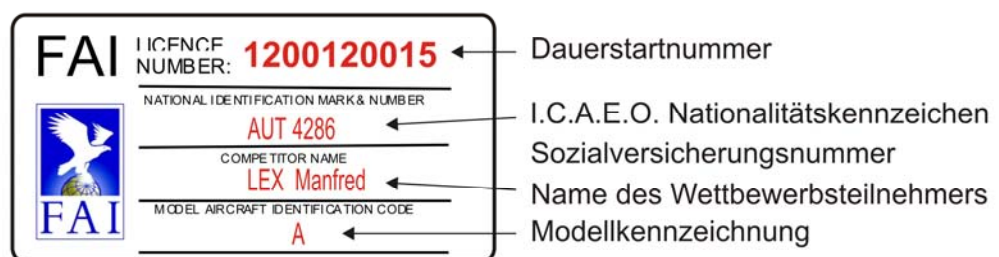 FAI LICENCE NUMBER: 1200120015
Dauerstartnummer
NATIONAL IDENTIFICATION MARK & NUMBER
AUT 4286
I.C.A.E.O. Nationalitätskennzeichen
Sozialversicherungsnummer
COMPETITOR NAME
LEX Manfred
Name des Wettbewerbsteilnehmers
MODEL AIRCRAFT IDENTIFICATION CODE
A
Modellkennzeichnung
FAI